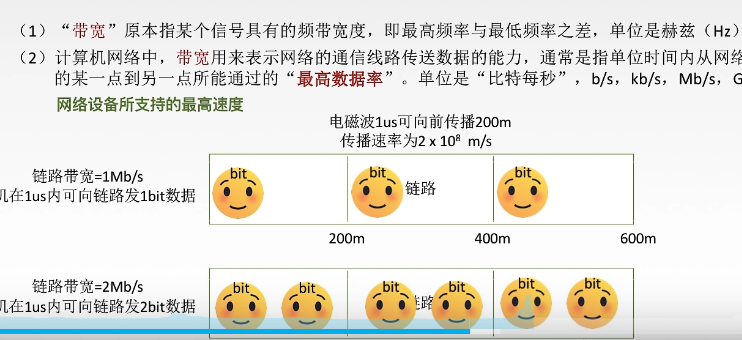 （1）“带宽”原本指某个信号具有的频带宽度，即最高频率与最低频率之差，单位是赫兹（Hz）
（2）计算机网络中，带宽用来表示网络的通信线路传送数据的能力，通常是指单位时间内从网络
的某一点到另一点所能通过的“最高数据率”。单位是“比特每秒”，b/s，kb/s，Mb/s，G
网络设备所支持的最高速度
电磁波1us可向前传播200m
传播速率为2 x 10⁸ m/s
链路带宽=1Mb/s
机在1us内可向链路发1bit数据
bit
bit
链路
bit
200m
400m
600m
链路带宽=2Mb/s
机在1us内可向链路发2bit数据
bit
bit
bit
路
bit
bit
bit